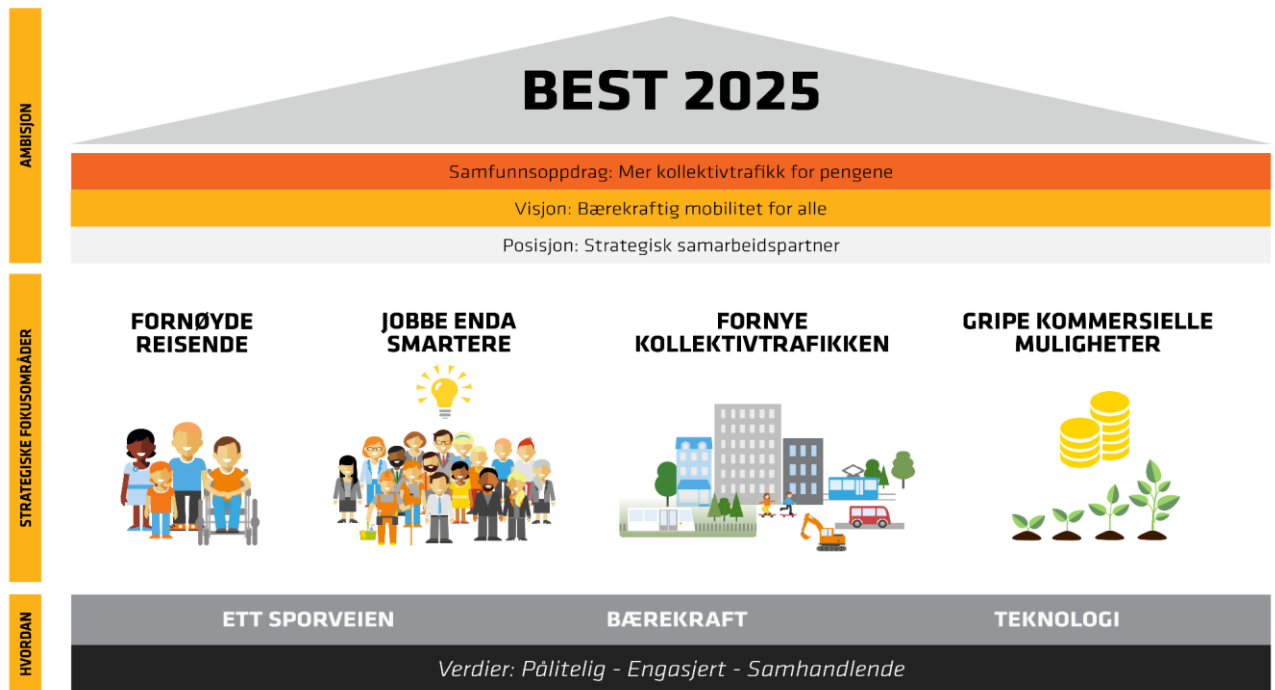 AMBISJON
BEST 2025
Samfunnsoppdrag: Mer kollektivtrafikk for pengene
Visjon: Bærekraftig mobilitet for alle
Posisjon: Strategisk samarbeidspartner
STRATEGISKE FOKUSOMRÅDER
FORNØYDE
REISENDE
JOBBE ENDA
SMARTERE
FORNYE
KOLLEKTIVTRAFIKKEN
GRIPE KOMMERSIELLE
MULIGHETER
HVORDAN
ETT SPORVEIEN
BÆREKRAFT
TEKNOLOGI
Verdier: Pålitelig - Engasjert - Samhandlende